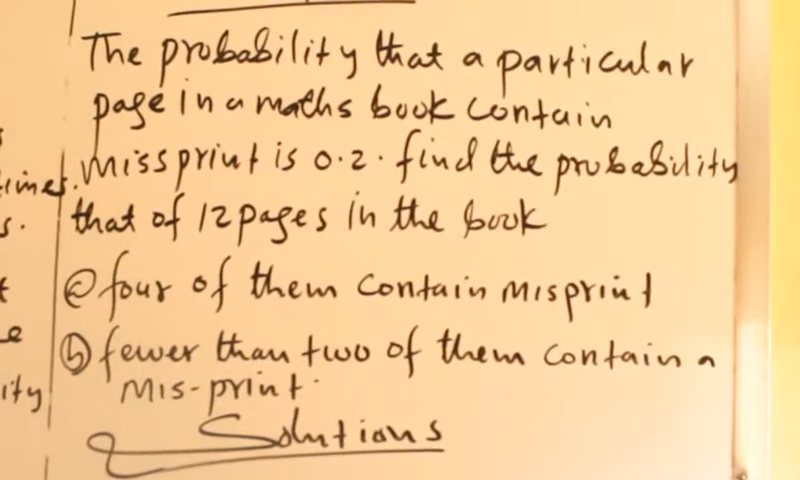 The probability that a particular
page in a maths book contain
missprint is 0.2. find the probability
that of 12 pages in the book
(a) four of them contain misprint
(b) fewer than two of them contain a
mis-print.
Solutions